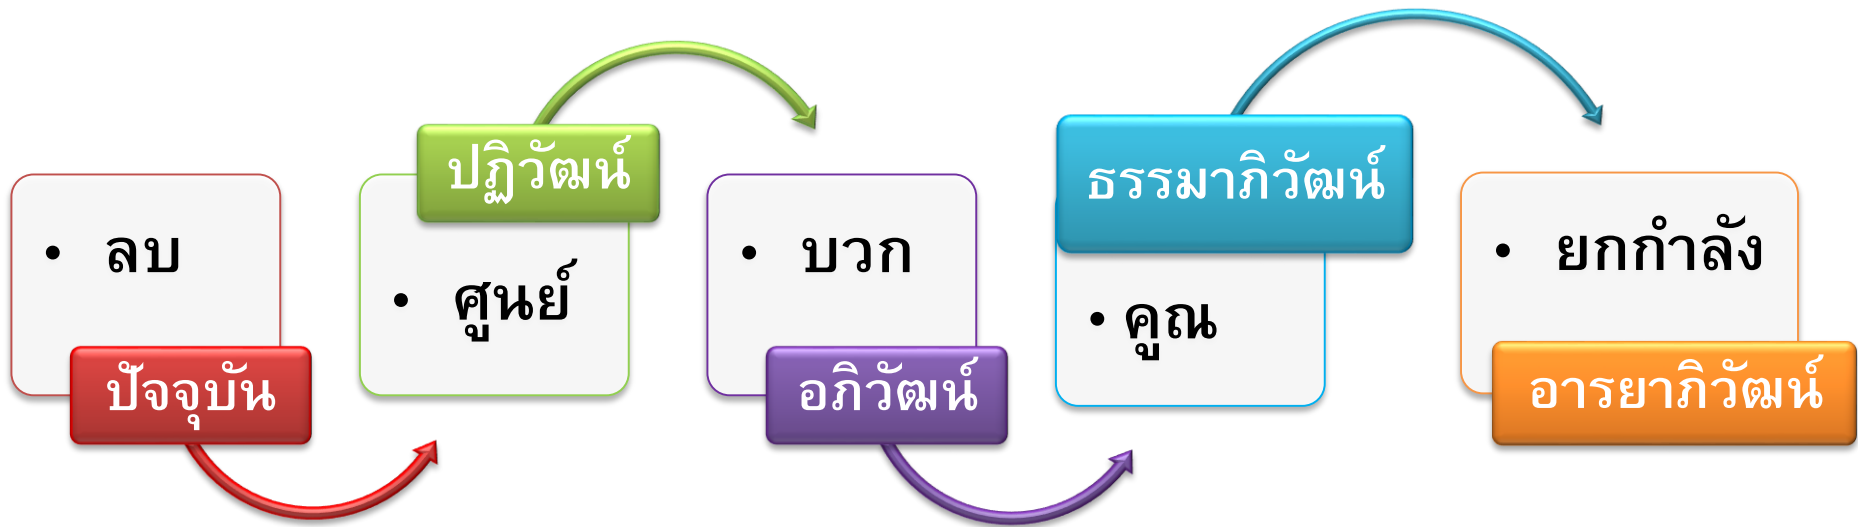 • ลบ
ปัจจุบัน
ปฏิวัฒน์
• ศูนย์
• บวก
อภิวัฒน์
ธรรมาภิวัฒน์
• คูณ
• ยกกำลัง
อารยาภิวัฒน์